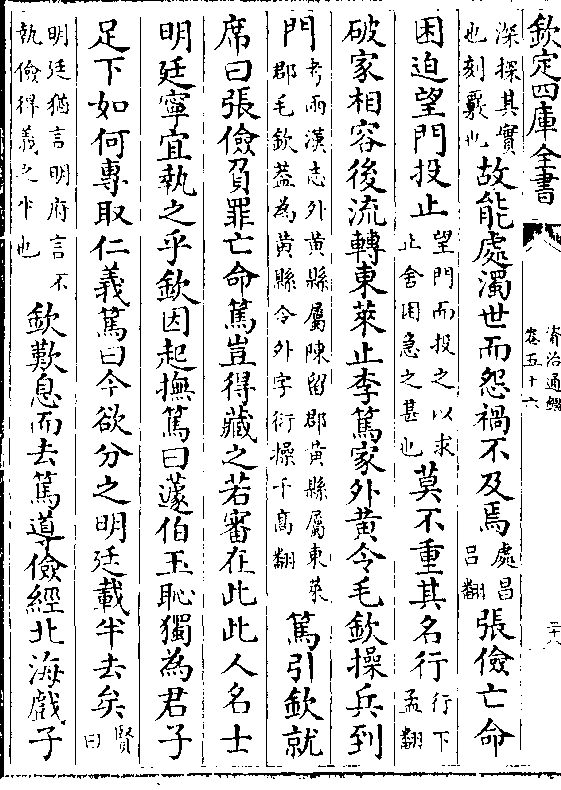 欽定四庫全書
資治通鑑
卷五十六
二十八
深探其實
也刻覈也
故能處濁世而怨禍不及焉
處昌
呂翻
張儉亡命
困迫望門投止
望門而投之以求
止舍困急之甚也
莫不重其名行
行下
孟翻
破家相容後流轉東萊止李篤家外黄令毛欽操兵到
門
考兩漢志外黄縣屬陳留郡黄縣屬東萊
郡毛欽葢為黄縣令外字衍操千高翻
篤引欽就
席曰張儉負罪亡命篤豈得藏之若審在此此人名士
明廷寧宜執之乎欽因起撫篤曰蘧伯玉恥獨為君子
足下如何專取仁義篤曰今欲分之明廷載半去矣
賢
曰
明廷猶言明府言不
執儉得義之半也
欽歎息而去篤導儉經北海戲子